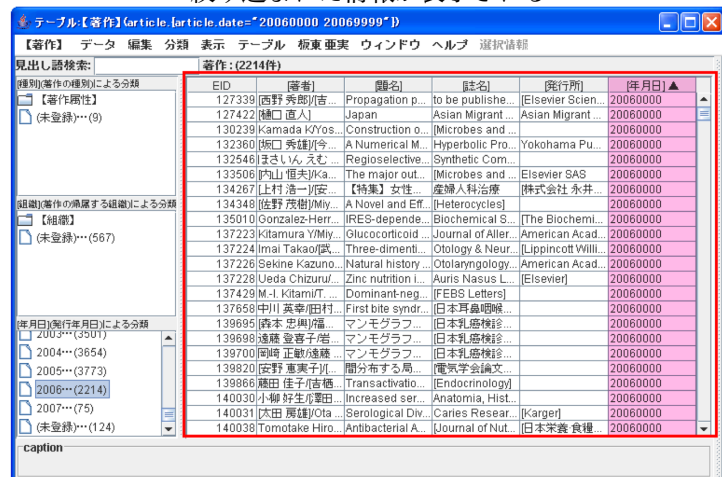 テーブル:【著作】(article.{article.date="20060000 20069999"})
【著作】 データ 編集 分類 表示 テーブル 板東 亜実 ウィンドウ ヘルプ 選択情報
見出し語検索: 著作 : (2214件)
[種別](著作の種別)による分類
【著作属性】
(未登録)…(9)
[組織](著作の帰属する組織)による分類
【組織】
(未登録)…(567)
[年月日](発行年月日)による分類
2003…(3501)
2004…(3654)
2005…(3773)
2006…(2214)
2007…(75)
(未登録)…(124)
EID [著者] [題名] [誌名] [発行所] [年月日]▲
127339 [西野 秀郎]/[吉... Propagation p... to be publishe... [Elsevier Scien... 20060000
127422 [樋口 直人] Japan Asian Migrant ... Asian Migrant ... 20060000
130239 Kamada K/Yos... Construction o... [Microbes and ... 20060000
132360 [坂口 秀雄]/[今... A Numerical M... Hyperbolic Pro... Yokohama Pu... 20060000
132546 [ほさいん えむ ... Regioselective... Synthetic Com... 20060000
133506 [内山 恒夫]/Ka... The major out... [Microbes and ... Elsevier SAS 20060000
134267 [上村 浩一]/[安... 【特集】女性... 産婦人科治療 [株式会社 永井... 20060000
134348 [佐野 茂樹]/Miy... A Novel and Eff... [Heterocycles] 20060000
135010 Gonzalez-Herr... IRES-depende... Biochemical S... [The Biochemi... 20060000
137223 Kitamura Y/Miy... Glucocorticoid ... Journal of Aller... American Acad... 20060000
137224 Imai Takao/[武... Three-dimenti... Otology & Neur... [Lippincott Willi... 20060000
137226 Sekine Kazuno... Natural history ... Otolaryngology... American Acad... 20060000
137228 Ueda Chizuru/... Zinc nutrition i... Auris Nasus L... [Elsevier] 20060000
137429 M.-I. Kitami/T. ... Dominant-neg... [FEBS Letters] 20060000
137658 中川 英幸/[田村... First bite syndr... [日本耳鼻咽喉... 20060000
139695 [森本 忠興]/福... マンモグラフ... [日本乳癌検診... 20060000
139698 遠藤 登喜子/岩... マンモグラフ... [日本乳癌検診... 20060000
139700 岡崎 正敏/遠藤 ... マンモグラフ... [日本乳癌検診... 20060000
139820 [安野 恵実子]/[... 間分布する局... [電気学会論文... 20060000
139866 藤田 佳子/[吉栖... Transactivatio... [Endocrinology] 20060000
140030 小柳 好生/[澤田... Increased ser... Anatomia, Hist... 20060000
140031 [大田 房雄]/Ota ... Serological Div... Caries Resear... [Karger] 20060000
140038 Tomotake Hiro... Antibacterial A... [Journal of Nut... [日本栄養·食糧... 20060000
caption